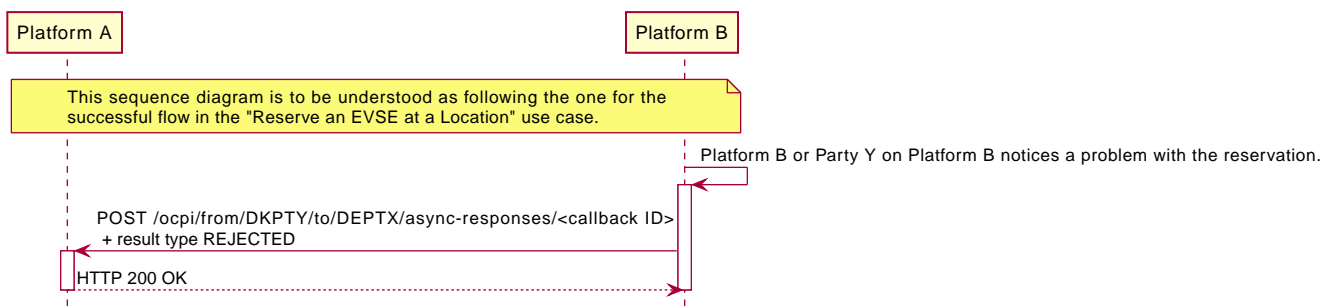 Platform A
Platform B
This sequence diagram is to be understood as following the one for the
successful flow in the "Reserve an EVSE at a Location" use case.
Platform B or Party Y on Platform B notices a problem with the reservation.
POST /ocpi/from/DKPTY/to/DEPTX/async-responses/<callback ID>
+ result type REJECTED
HTTP 200 OK